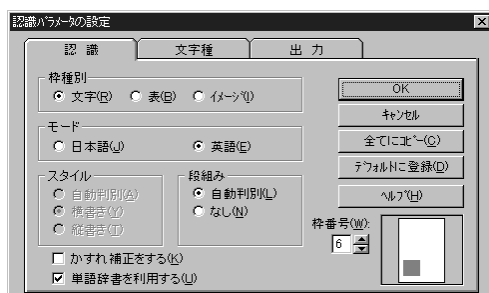 認識ﾊﾟﾗﾒｰﾀの設定
認 識
文字種
出 力
枠種別
文字(R) 表(B) ｲﾒｰｼﾞ(I)
モード
日本語(J) 英語(E)
スタイル
自動判別(A)
横書き(Y)
縦書き(T)
段組み
自動判別(L)
なし(N)
かすれ補正をする(K)
単語辞書を利用する(U)
OK
ｷｬﾝｾﾙ
全てにｺﾋﾟｰ(C)
ﾃﾞﾌｫﾙﾄに登録(D)
ﾍﾙﾌﾟ(H)
枠番号(W):
6